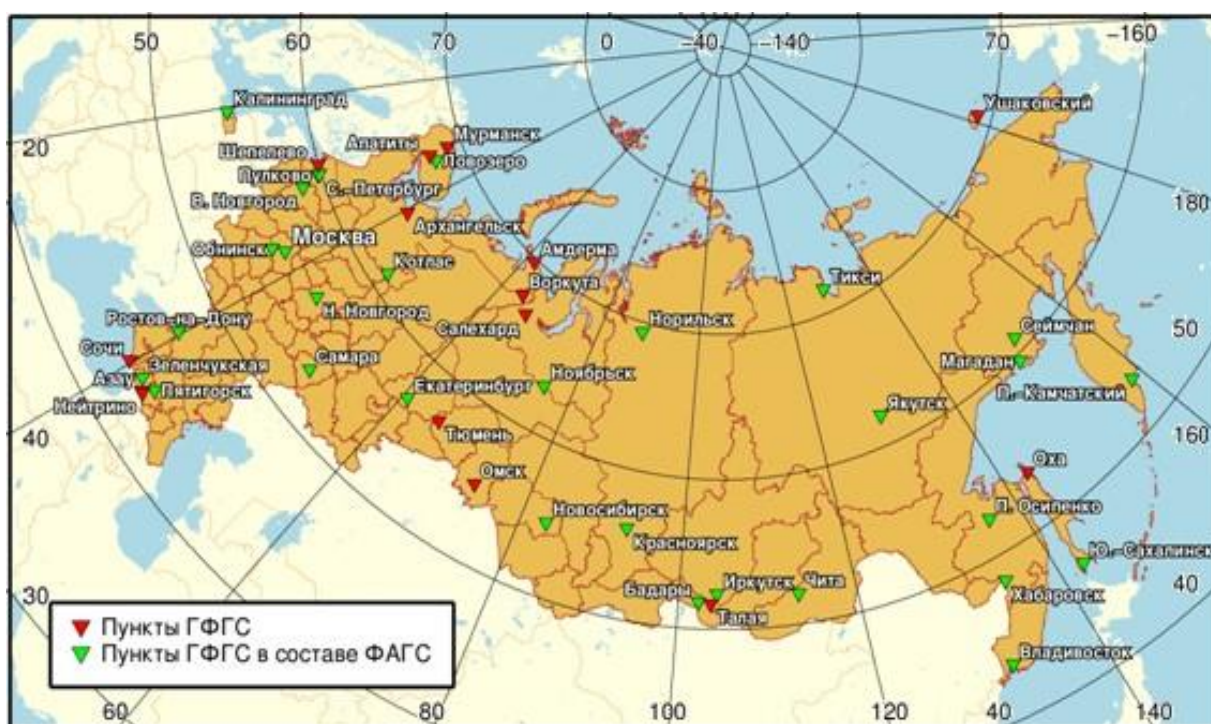 50
60
70
0
-40
-140
70
-160
Калининград
Ушаковский
20
Мурманск
Апатиты
Шепелево
Ловозеро
Пулково
С.-Петербург
180
В. Новгород
Архангельск
Москва
Обнинск
Амдерма
Котлас
Воркута
Тикси
Ростов-на-Дону
Н. Новгород
Салехард
Норильск
Сеймчан
50
Сочи
Зеленчукская
Самара
Магадан
Азау
Пятигорск
Екатеринбург
Ноябрьск
П.-Камчатский
Нейтрино
Якутск
40
Тюмень
160
Омск
Оха
Новосибирск
П. Осипенко
Красноярск
Ю.-Сахалинск
30
Бадары
Иркутск
Чита
40
Хабаровск
Талая
Пункты ГФГС
Пункты ГФГС в составе ФАГС
Владивосток
60
80
100
120
40
140